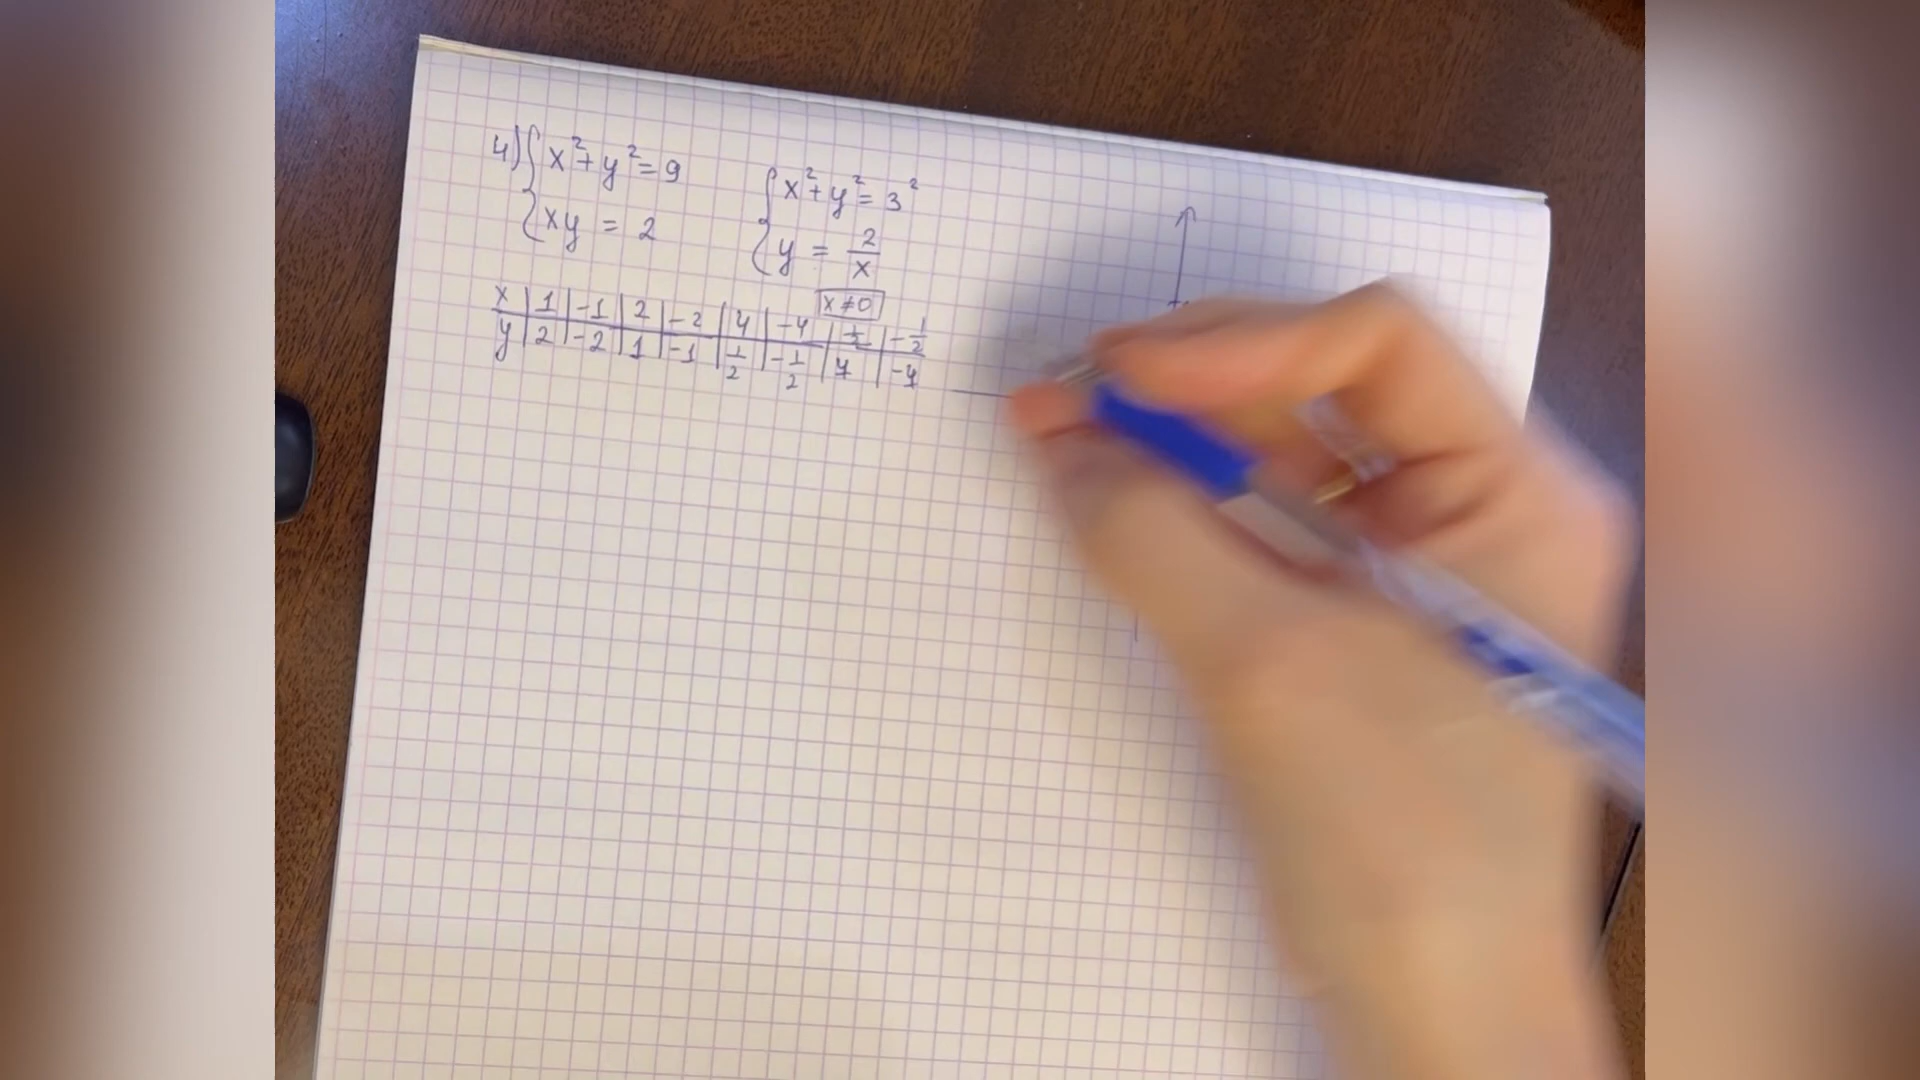 4) { x² + y² = 9
xy = 2
{ x² + y² = 3²
y = 2/x
x ≠ 0
x | 1 | -1 | 2 | -2 | 4 | -4 | 1/2 | -1/2
y | 2 | -2 | 1 | -1 | 1/2 | -1/2 | 4 | -4